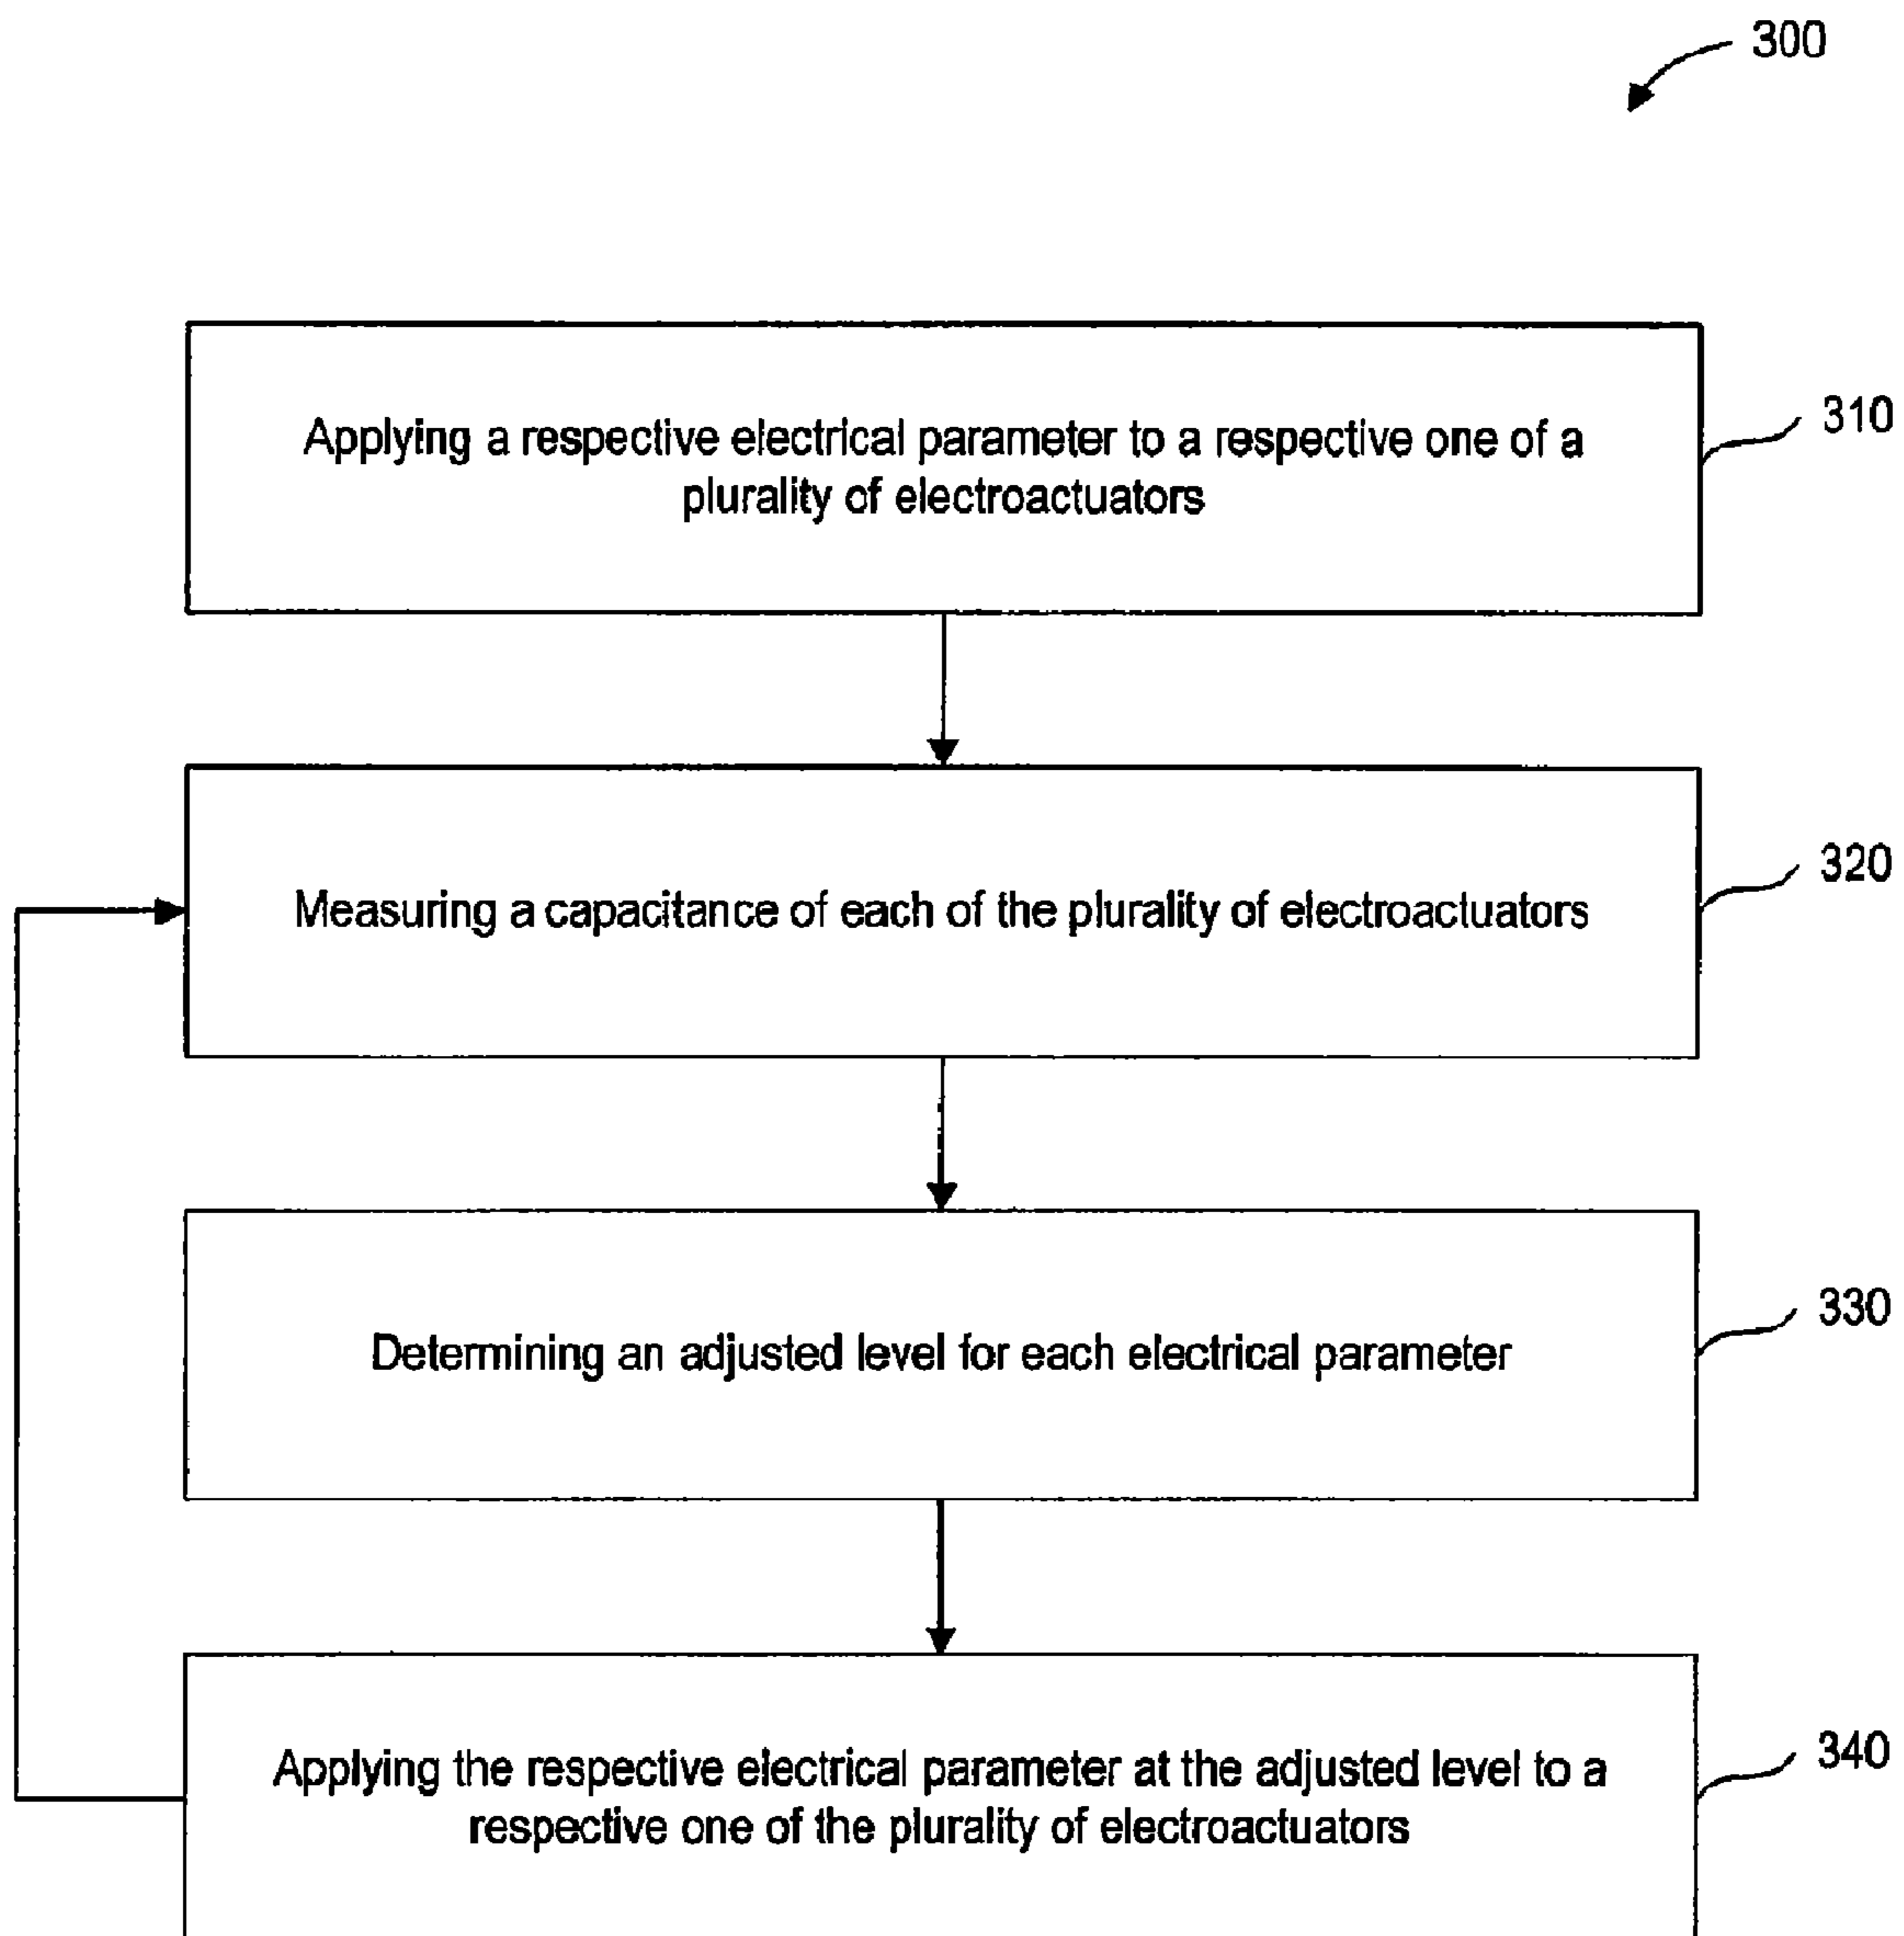 300
Applying a respective electrical parameter to a respective one of a
plurality of electroactuators
310
Measuring a capacitance of each of the plurality of electroactuators
320
Determining an adjusted level for each electrical parameter
330
Applying the respective electrical parameter at the adjusted level to a
respective one of the plurality of electroactuators
340